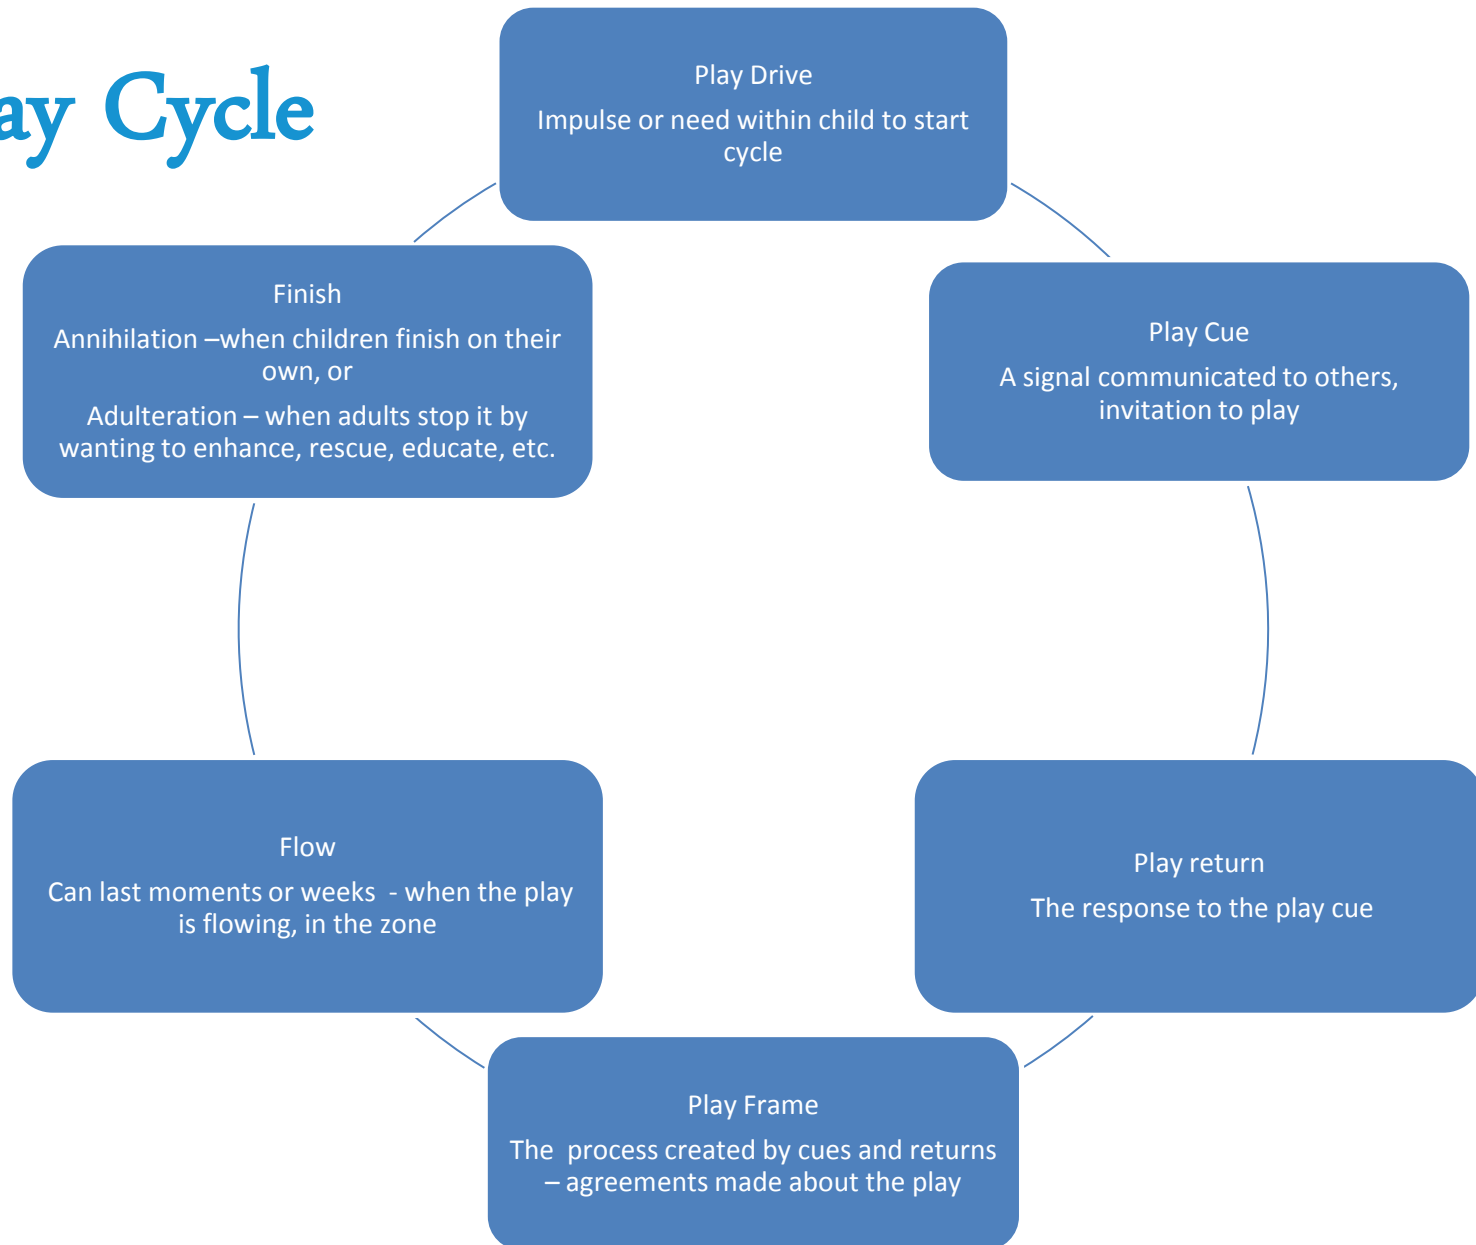 ay Cycle
Play Drive
Impulse or need within child to start
cycle
Play Cue
A signal communicated to others,
invitation to play
Play return
The response to the play cue
Play Frame
The  process created by cues and returns
– agreements made about the play
Flow
Can last moments or weeks  - when the play
is flowing, in the zone
Finish
Annihilation –when children finish on their
own, or
Adulteration – when adults stop it by
wanting to enhance, rescue, educate, etc.